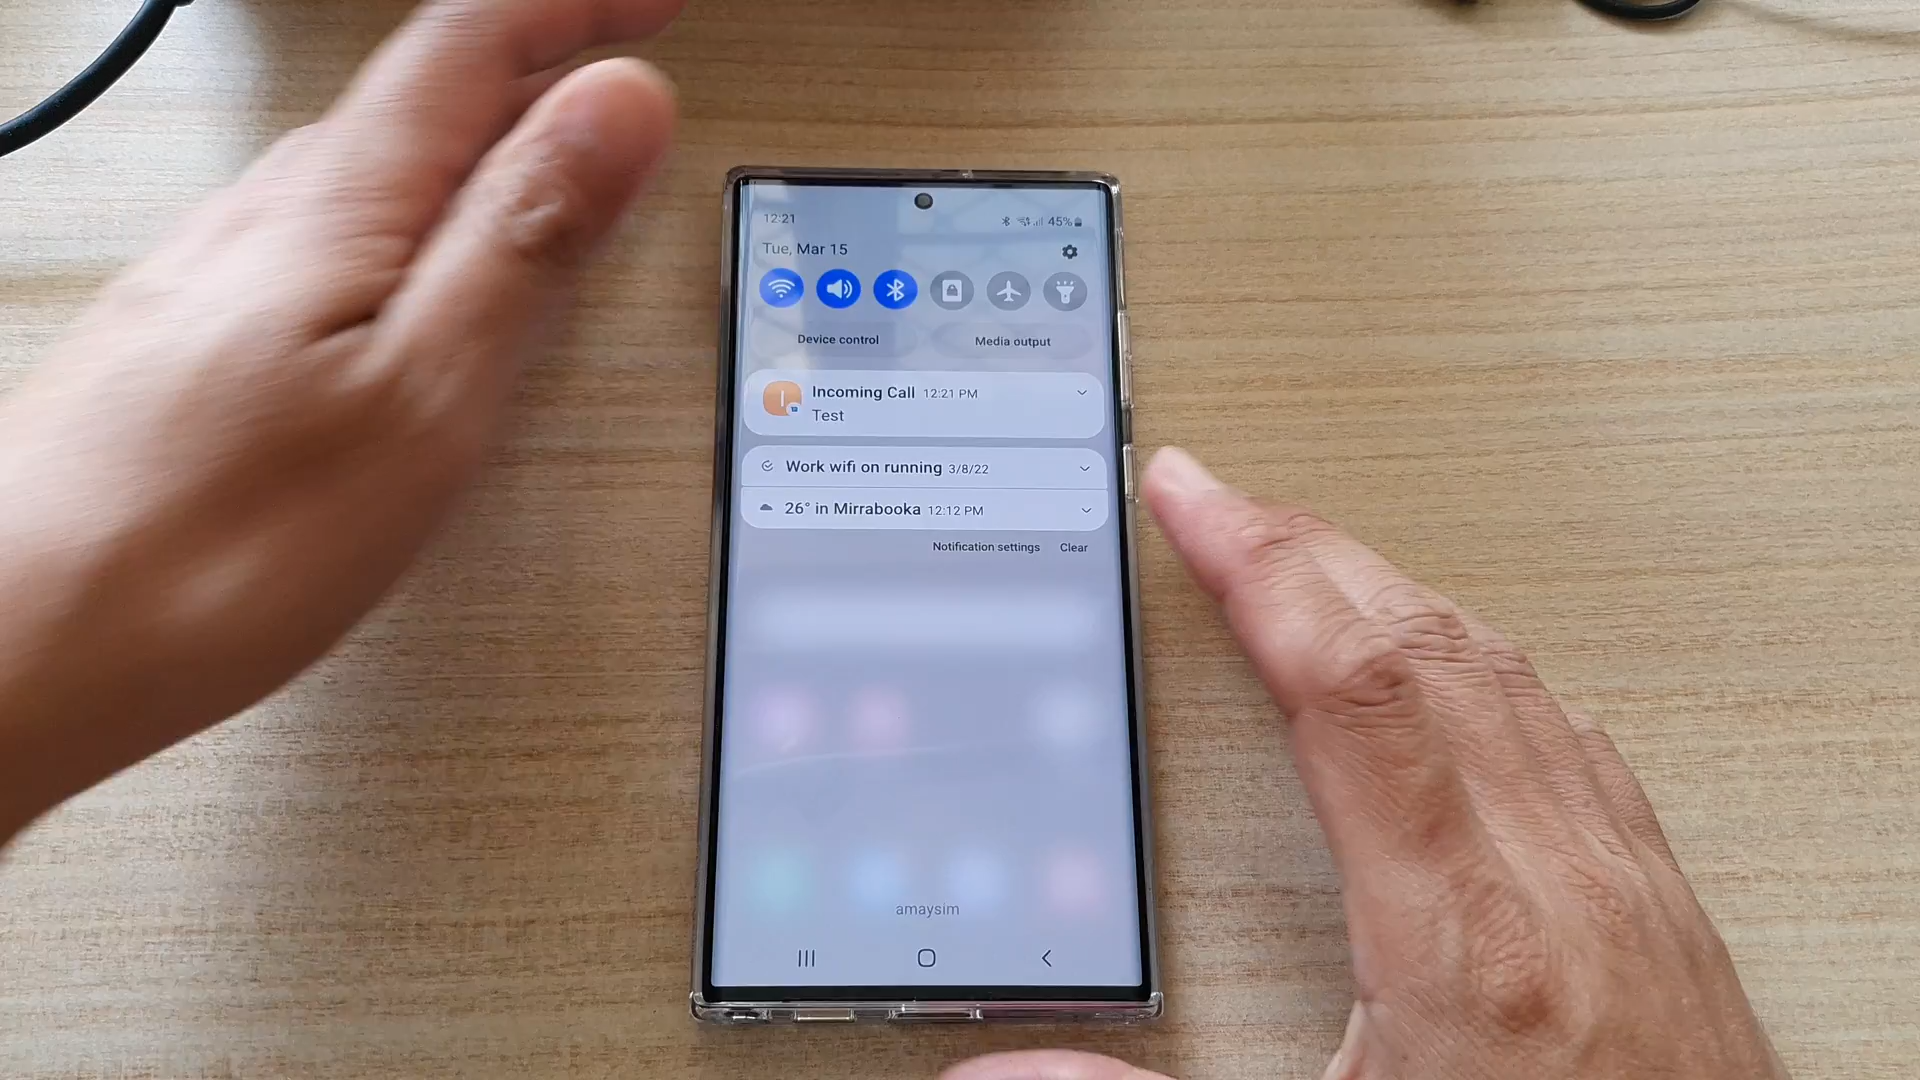 12:21
45%
Tue, Mar 15
Device control
Media output
Incoming Call 12:21 PM
Test
Work wifi on running 3/8/22
26° in Mirrabooka 12:12 PM
Notification settings
Clear
amaysim